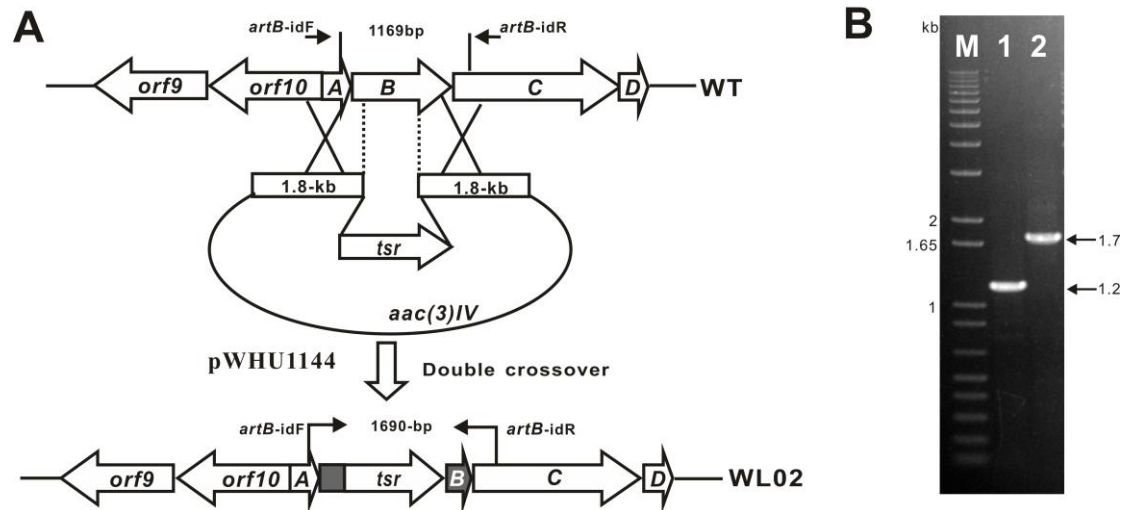 A
artB-idF
1169bp
artB-idR
orf9
orf10
A
B
C
D
WT
1.8-kb
1.8-kb
tsr
aac(3)IV
pWHU1144
Double crossover
artB-idF
1690-bp
artB-idR
orf9
orf10
A
tsr
B
C
D
WL02
B
kb
M 1 2
2
1.65
1.7
1.2
1